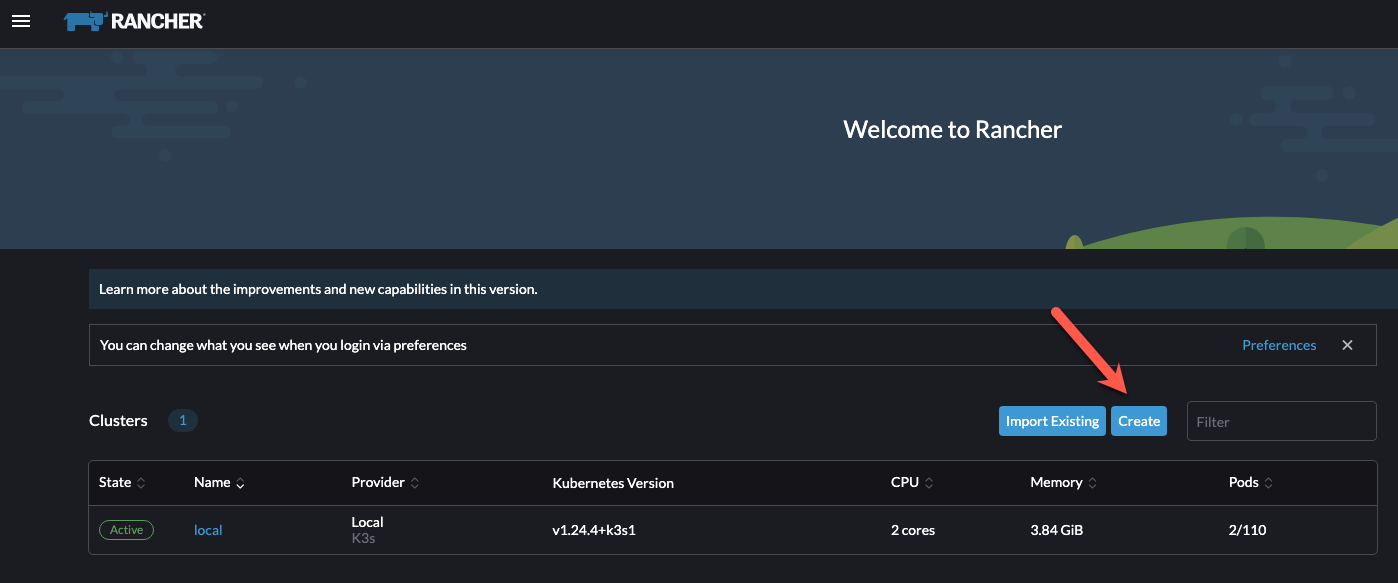 RANCHER
Welcome to Rancher
Learn more about the improvements and new capabilities in this version.
You can change what you see when you login via preferences Preferences
Clusters 1 Import Existing Create Filter
State Name Provider Kubernetes Version CPU Memory Pods
Active local Local K3s v1.24.4+k3s1 2 cores 3.84 GiB 2/110